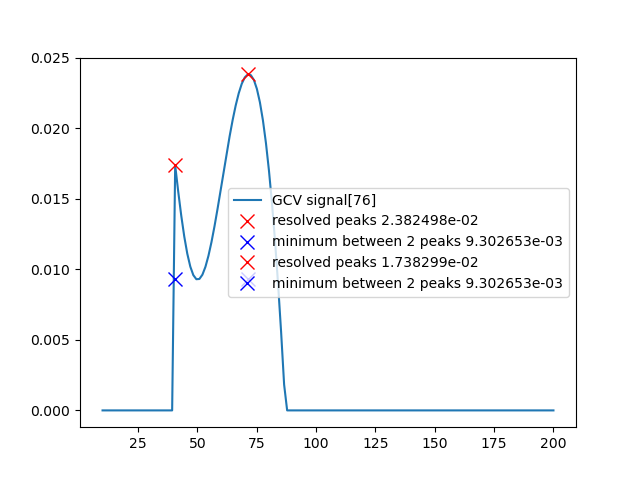 0.025
0.020
0.015
0.010
0.005
0.000
GCV signal[76]
resolved peaks 2.382498e-02
minimum between 2 peaks 9.302653e-03
resolved peaks 1.738299e-02
minimum between 2 peaks 9.302653e-03
25 50 75 100 125 150 175 200